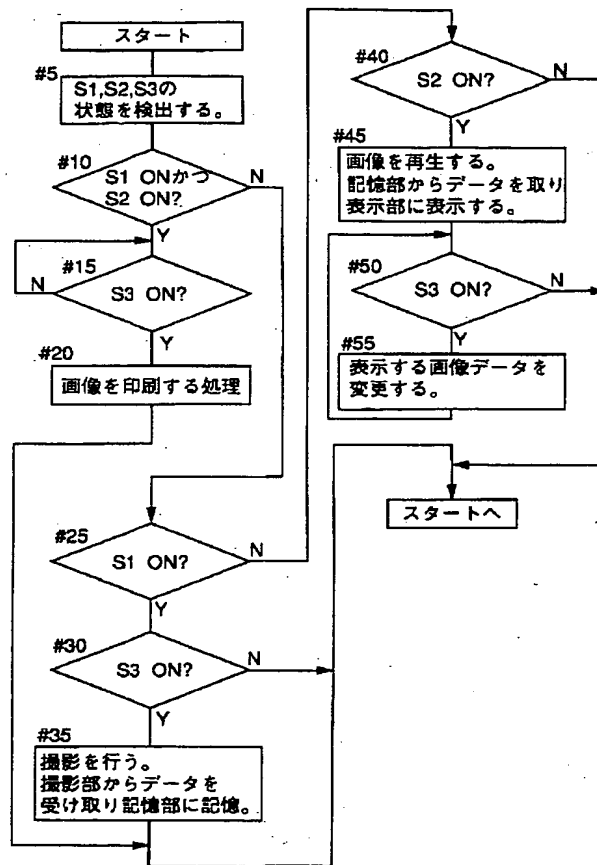 スタート
#5
S1,S2,S3の
状態を検出する。
#10
S1 ONかつ
S2 ON?
N
Y
#15
N
S3 ON?
Y
#20
画像を印刷する処理
#25
S1 ON?
N
Y
#30
S3 ON?
N
Y
#35
撮影を行う。
撮影部からデータを
受け取り記憶部に記憶。
#40
S2 ON?
N
Y
#45
画像を再生する。
記憶部からデータを取り
表示部に表示する。
#50
S3 ON?
N
Y
#55
表示する画像データを
変更する。
スタートへ